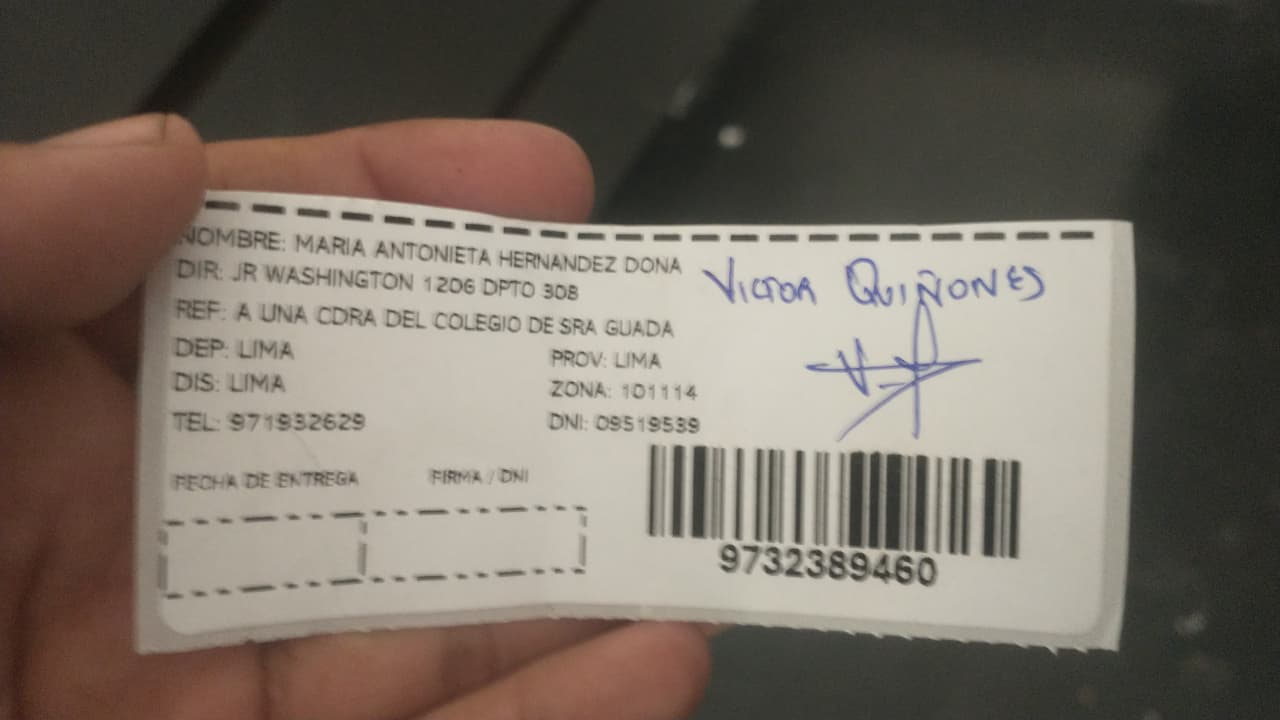 NOMBRE: MARIA ANTONIETA HERNANDEZ DONA
DIR: JR WASHINGTON 1206 DPTO 308
REF: A UNA CDRA DEL COLEGIO DE SRA GUADA
DEP: LIMA PROV: LIMA
DIS: LIMA ZONA: 101114
TEL: 971932629 DNI: 09519539
FECHA DE ENTREGA FIRMA / DNI
VICTOR QUIÑONES
9732389460